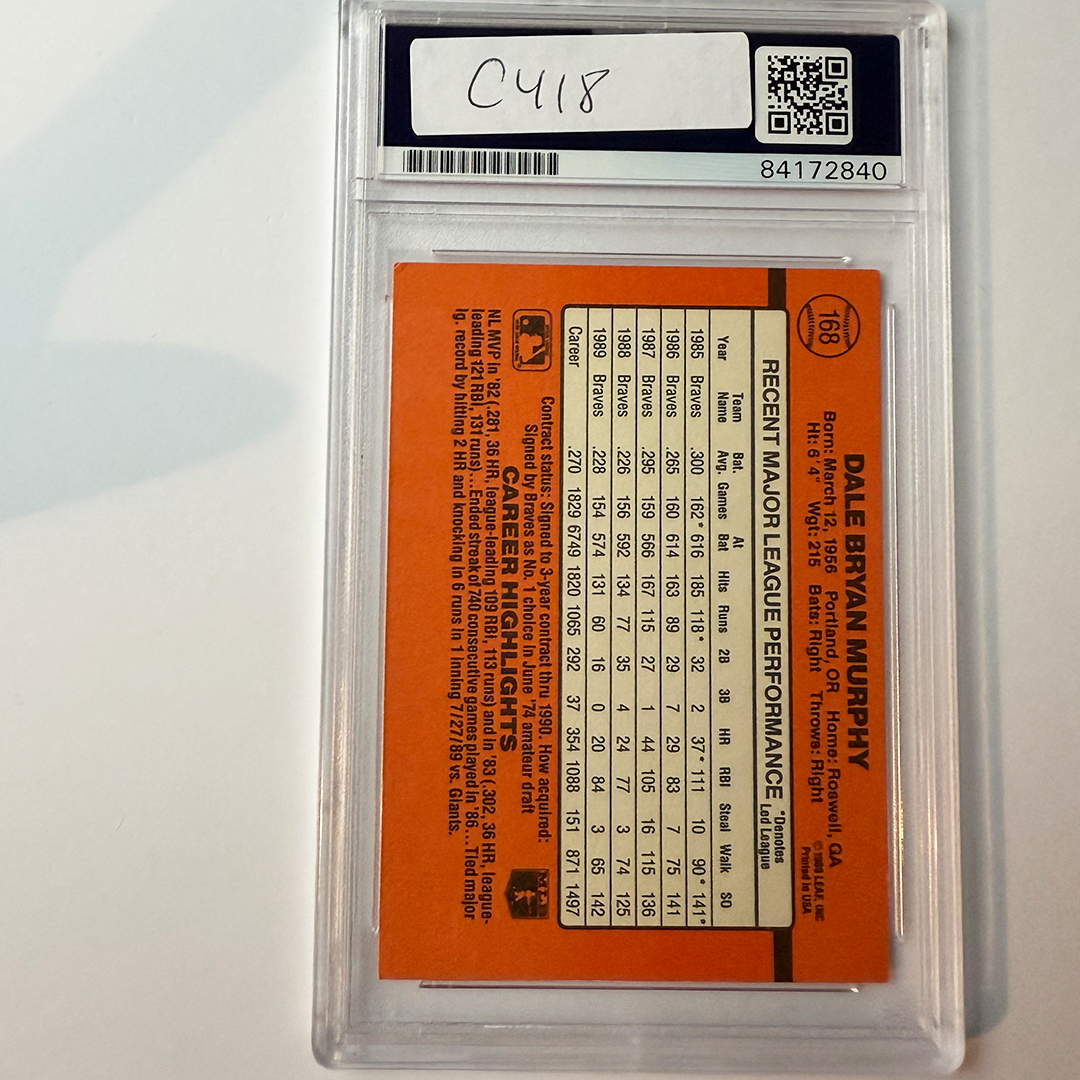 C418
84172840
168
DALE BRYAN MURPHY
Born: March 12, 1956 Portland, OR Home: Roswell, GA
Ht: 6' 4" Wgt: 215 Bats: Right Throws: Right
© 1989 LEAF, INC.
Printed in USA
RECENT MAJOR LEAGUE PERFORMANCE *Denotes Led League
Year Team Name Bat. Avg. Games At Bat Hits Runs 2B 3B HR RBI Steal Walk SO
1985 Braves .300 162* 616 185 118* 32 2 37* 111 10 90* 141*
1986 Braves .265 160 614 163 89 29 7 29 83 7 75 141
1987 Braves .295 159 566 167 115 27 1 44 105 16 115 136
1988 Braves .226 156 592 134 77 35 4 24 77 3 74 125
1989 Braves .228 154 574 131 60 16 0 20 84 3 65 142
Career .270 1829 6749 1820 1065 292 37 354 1088 151 871 1497
Contract status: Signed to 3-year contract thru 1990. How acquired:
Signed by Braves as No. 1 choice in June '74 amateur draft
CAREER HIGHLIGHTS
NL MVP in '82 (.281, 36 HR, league-leading 109 RBI, 113 runs) and in '83 (.302, 36 HR, league-
leading 121 RBI, 131 runs)...Ended streak of 740 consecutive games played in '86...Tied major
lg. record by hitting 2 HR and knocking in 6 runs in 1 inning 7/27/89 vs. Giants.